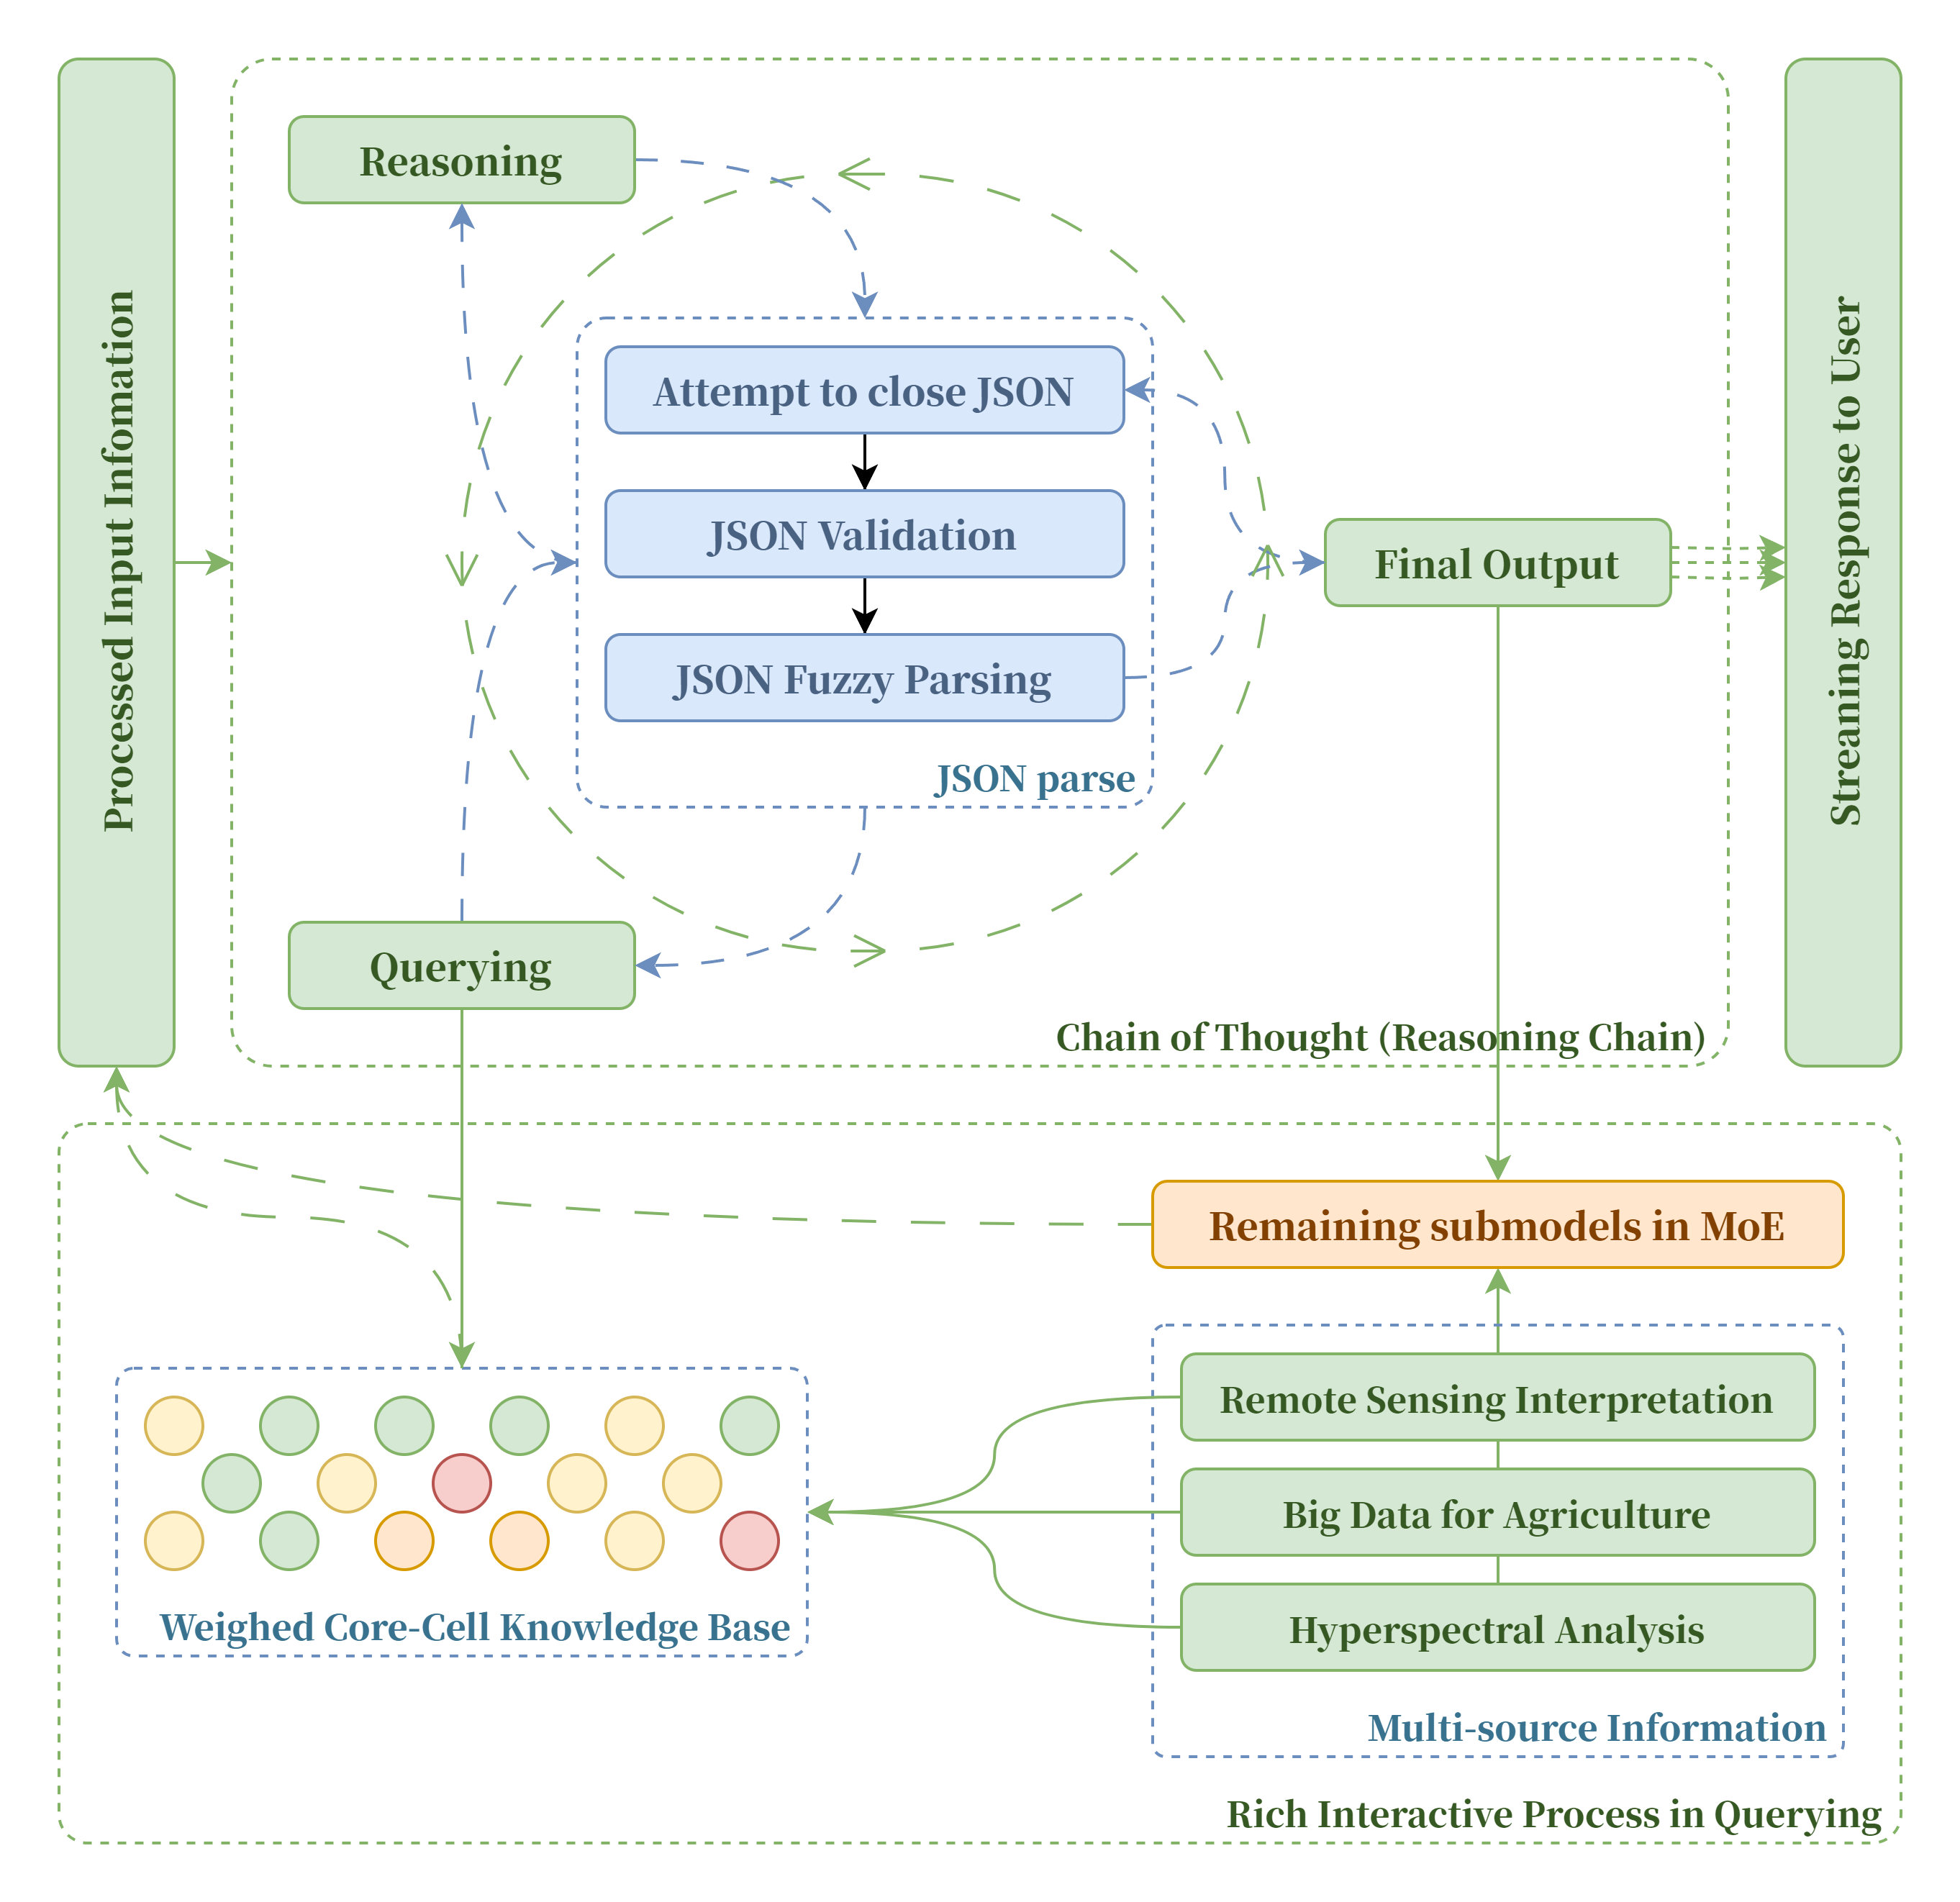 Processed Input Infomation
Reasoning
Attempt to close JSON
JSON Validation
JSON Fuzzy Parsing
JSON parse
Final Output
Streaning Response to User
Querying
Chain of Thought (Reasoning Chain)
Remaining submodels in MoE
Remote Sensing Interpretation
Big Data for Agriculture
Hyperspectral Analysis
Weighed Core-Cell Knowledge Base
Multi-source Information
Rich Interactive Process in Querying